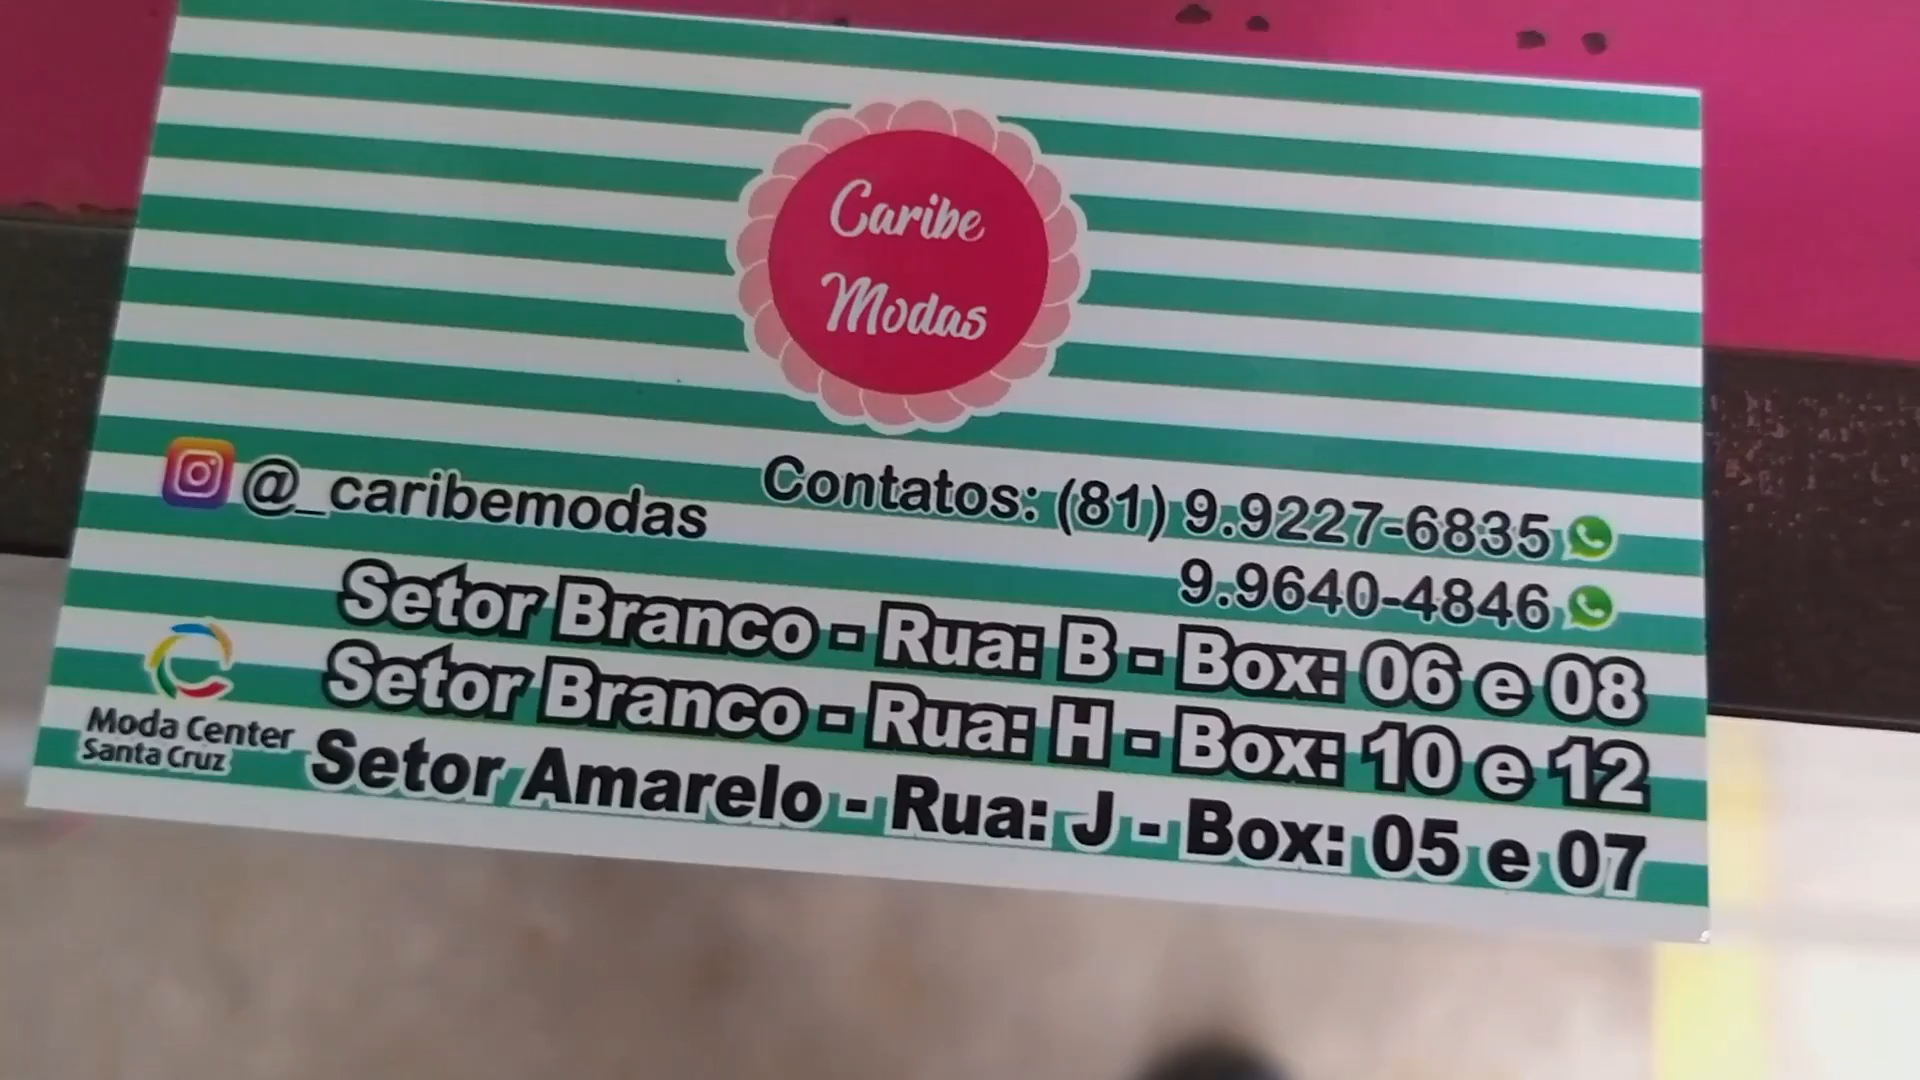 Caribe
Modas
@_caribemodas
Contatos: (81) 9.9227-6835
9.9640-4846
Setor Branco - Rua: B - Box: 06 e 08
Setor Branco - Rua: H - Box: 10 e 12
Setor Amarelo - Rua: J - Box: 05 e 07
Moda Center
Santa Cruz